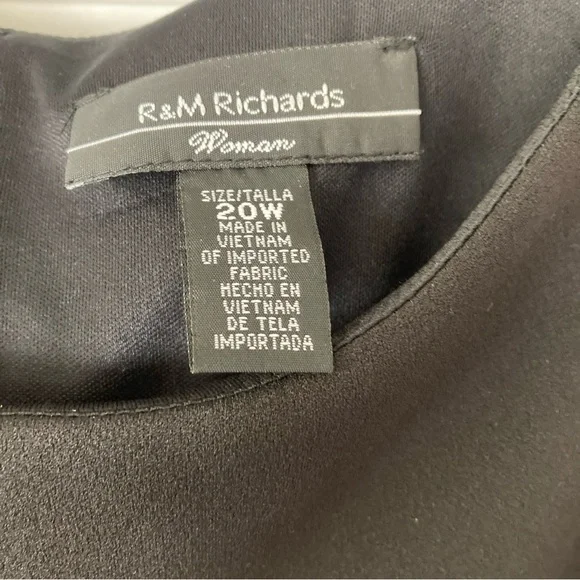 R&M Richards
Woman
SIZE/TALLA
20W
MADE IN
VIETNAM
OF IMPORTED
FABRIC
HECHO EN
VIETNAM
DE TELA
IMPORTADA